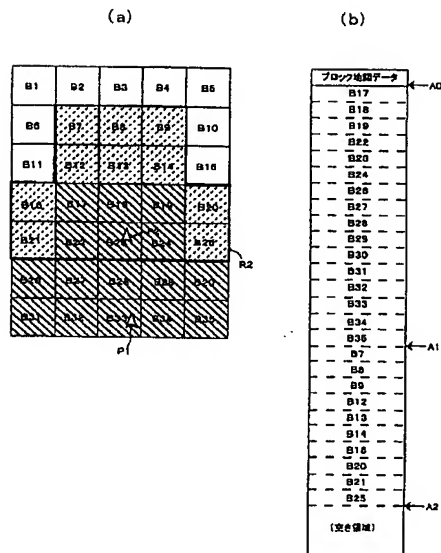 (a)
B1 B2 B3 B4 B5
B6 B7 B8 B9 B10
B11 B12 B13 B14 B15
B16 B17 B18 B19 B20
B21 B22 B23 B24 B25
R2
B26 B27 B28 B29 B30
B31 B32 B33 B34 B35
P1
(b)
ブロック地図データ
A0
B17
B18
B19
B22
B23
B24
B26
B27
B28
B29
B30
B31
B32
B33
B34
B35
A1
B7
B8
B9
B12
B13
B14
B16
B20
B21
B25
A2
(空き領域)